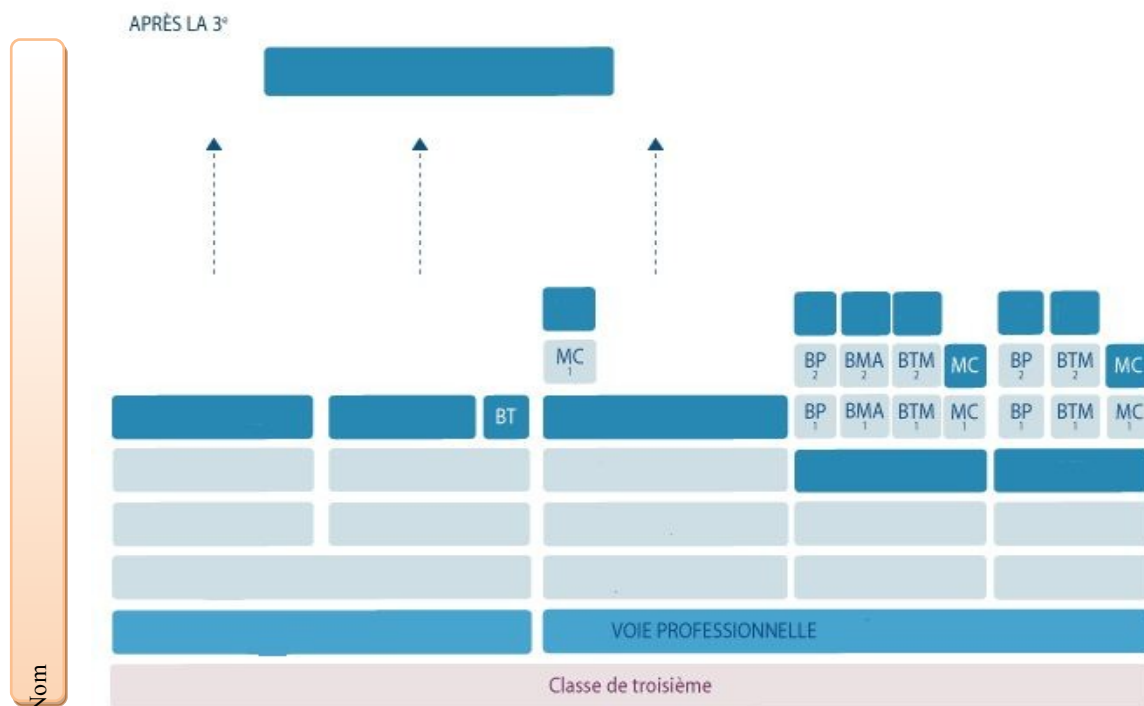 APRÈS LA 3e
MC
1
BP
2
BMA
2
BTM
2
MC
BP
2
BTM
2
MC
BT
BP
1
BMA
1
BTM
1
MC
1
BP
1
BTM
1
MC
1
VOIE PROFESSIONNELLE
Classe de troisième
Nom